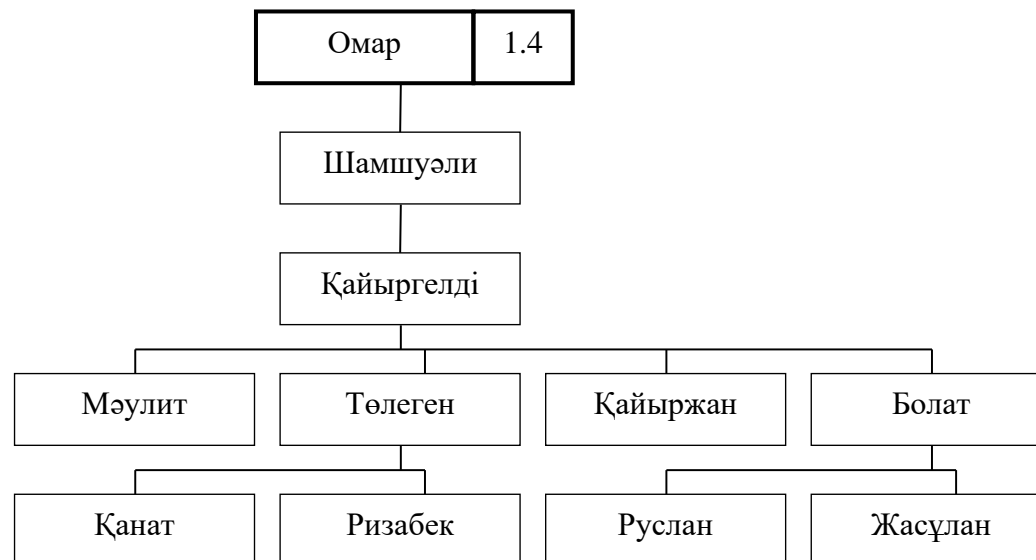 Омар 1.4
Шамшуәли
Қайыргелді
Мәулит Төлеген Қайыржан Болат
Қанат Ризабек Руслан Жасұлан